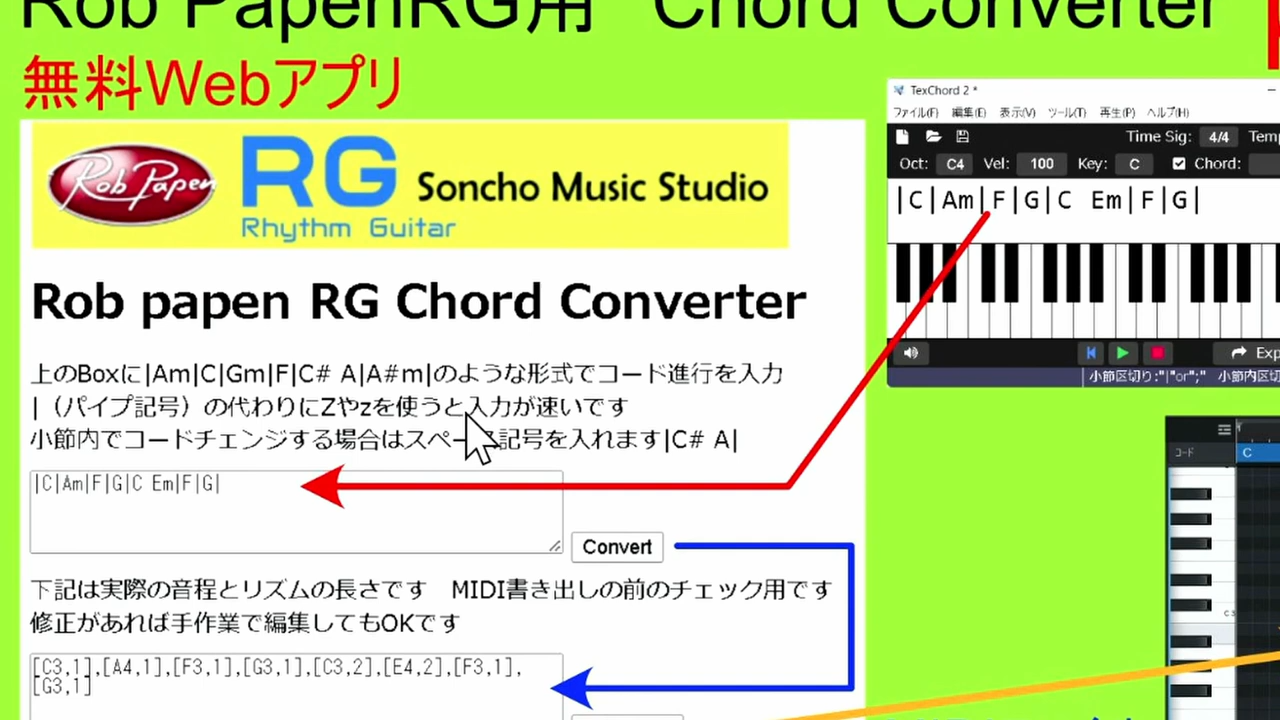 Rob PapenRG用 Chord Converter
無料Webアプリ
Rob Papen
RG
Rhythm Guitar
Soncho Music Studio
Rob papen RG Chord Converter
上のBoxに|Am|C|Gm|F|C# A|A#m|のような形式でコード進行を入力
|（パイプ記号）の代わりにZやzを使うと入力が速いです
小節内でコードチェンジする場合はスペース記号を入れます|C# A|
|C|Am|F|G|C Em|F|G|
Convert
下記は実際の音程とリズムの長さです　MIDI書き出しの前のチェック用です
修正があれば手作業で編集してもOKです
[C3,1],[A4,1],[F3,1],[G3,1],[C3,2],[E4,2],[F3,1],
[G3,1]
TexChord 2 *
ファイル(F) 編集(E) 表示(V) ツール(T) 再生(P) ヘルプ(H)
Time Sig: 4/4
Oct: C4 Vel: 100 Key: C Chord:
|C|Am|F|G|C Em|F|G|
小節区切り:"|"or";"
コード
C
C3